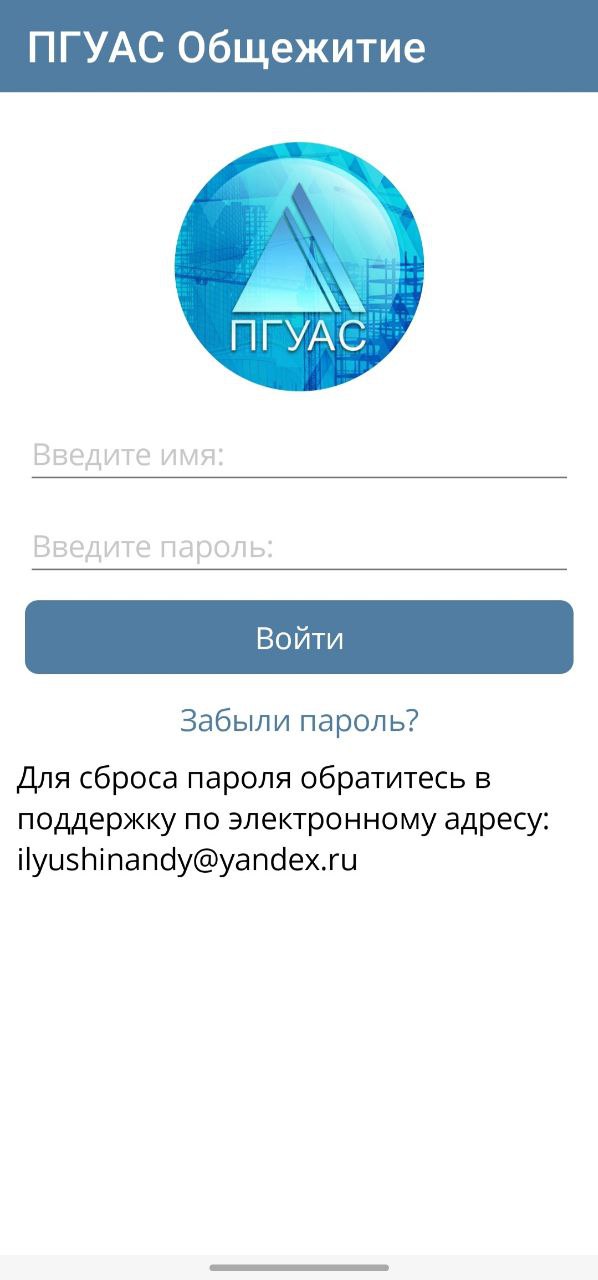 ПГУАС Общежитие
ПГУАС
Введите имя:
Введите пароль:
Войти
Забыли пароль?
Для сброса пароля обратитесь в
поддержку по электронному адресу:
ilyushinandy@yandex.ru